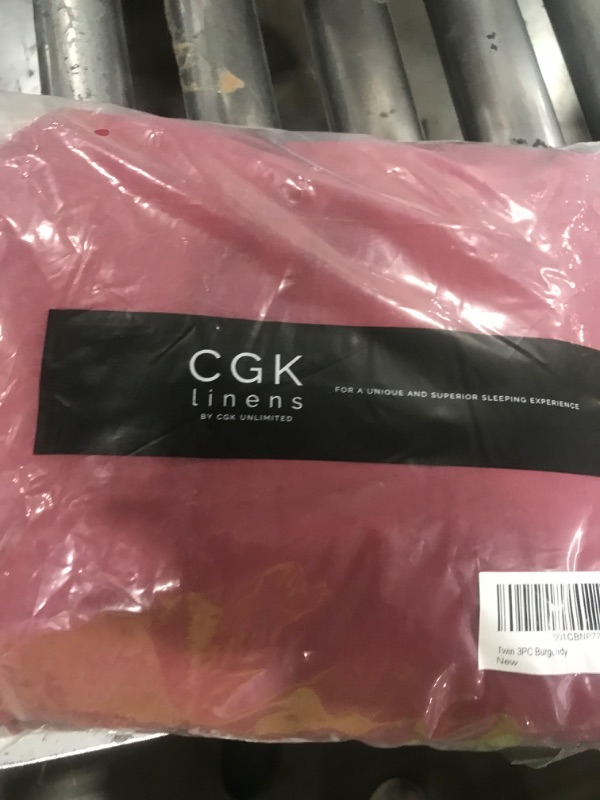 CGK
linens
BY CGK UNLIMITED
FOR A UNIQUE AND SUPERIOR SLEEPING EXPERIENCE
Twin 3PC Burgundy
New